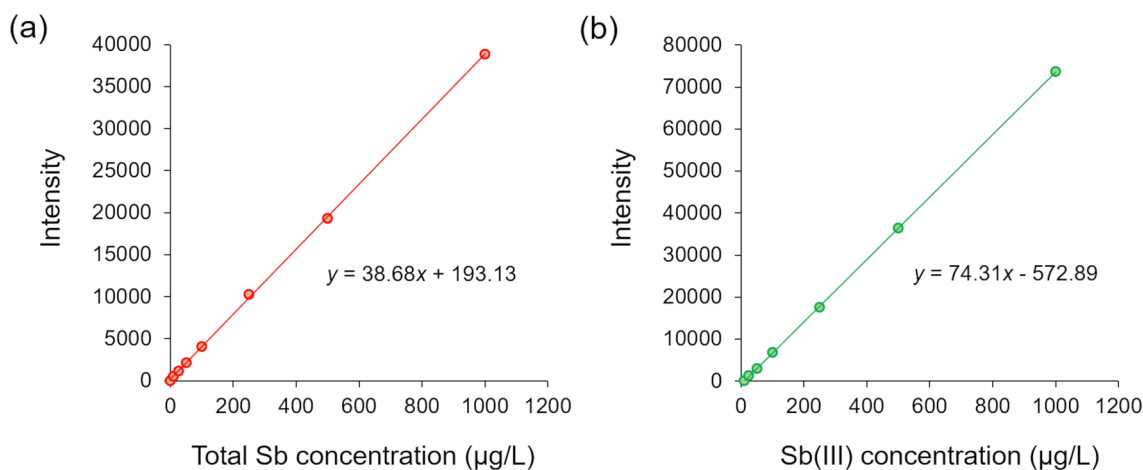 (a)
40000
35000
30000
25000
20000
15000
10000
5000
0
Intensity
y = 38.68x + 193.13
0 200 400 600 800 1000 1200
Total Sb concentration (µg/L)
(b)
80000
70000
60000
50000
40000
30000
20000
10000
0
Intensity
y = 74.31x - 572.89
0 200 400 600 800 1000 1200
Sb(III) concentration (µg/L)